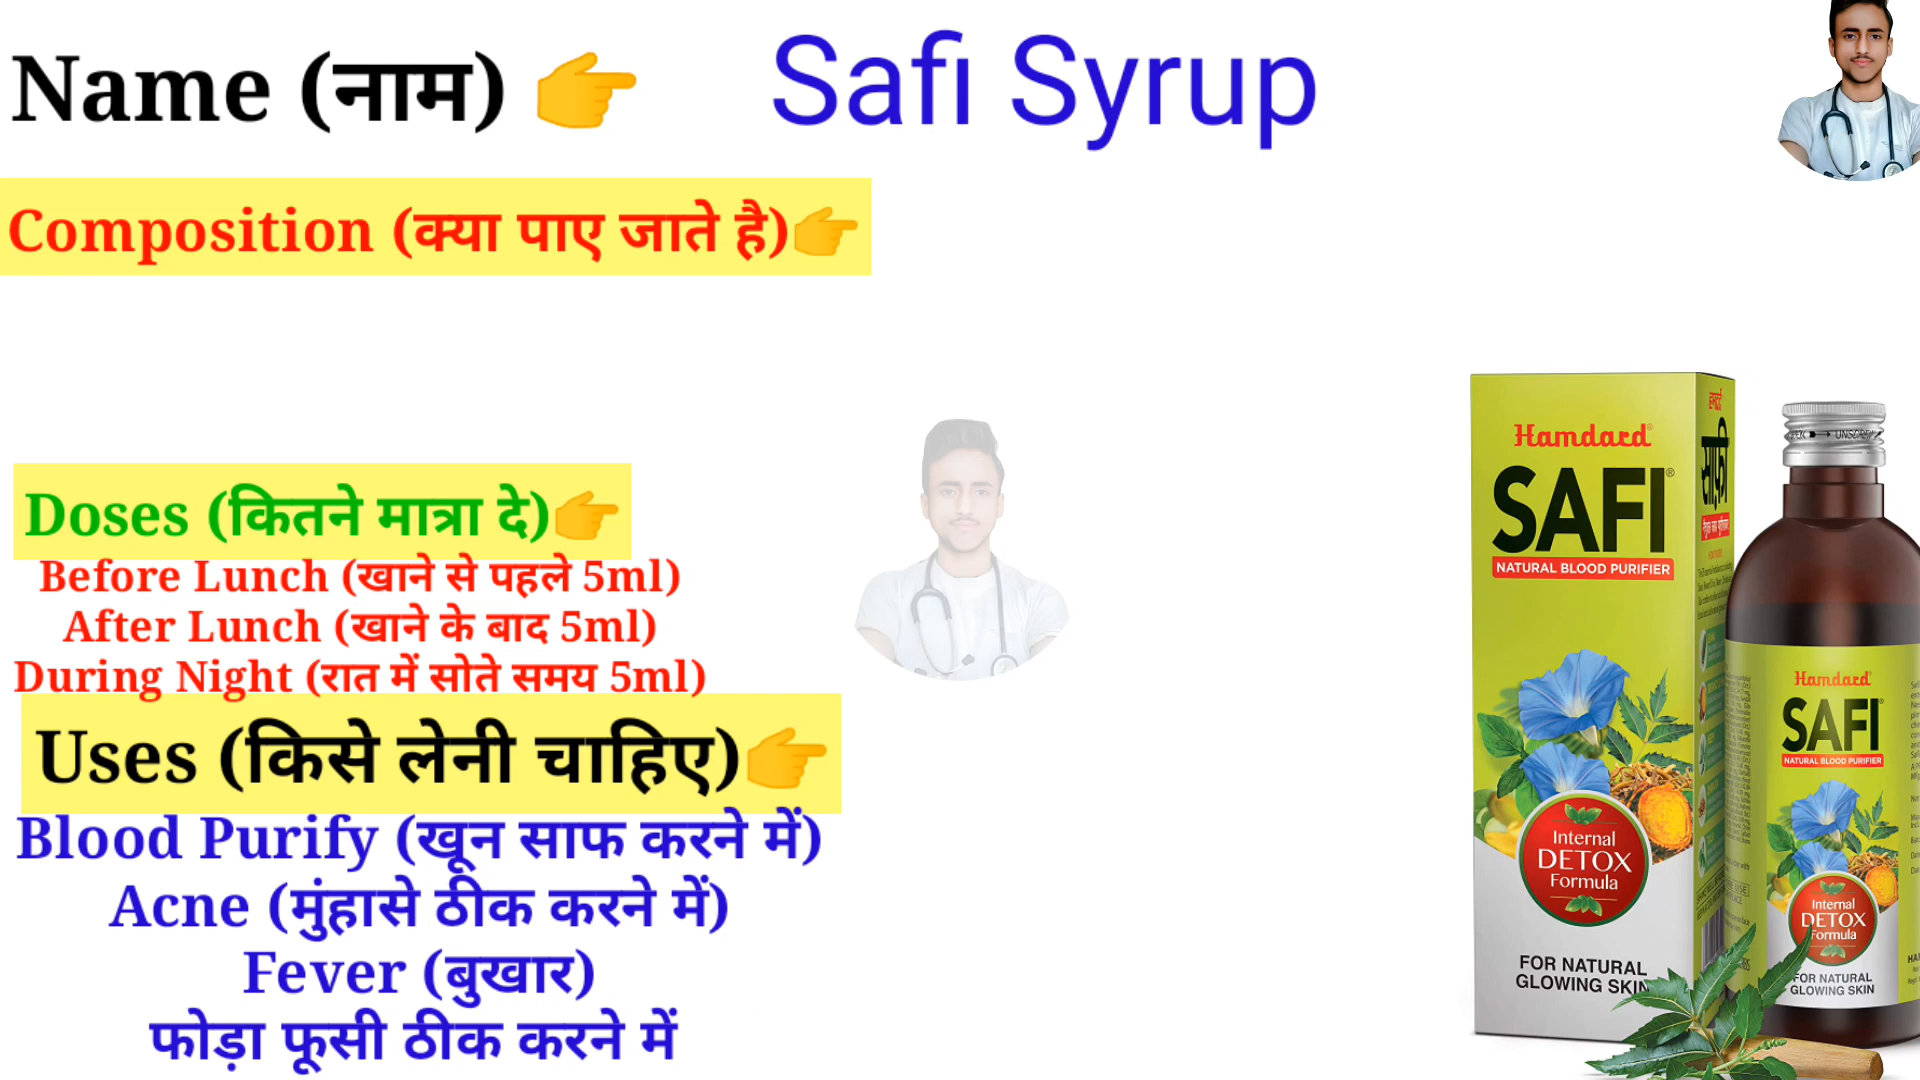 Name (नाम) 👉 Safi Syrup
Composition (क्या पाए जाते है)👉
Doses (कितने मात्रा दे)👉
Before Lunch (खाने से पहले 5ml)
After Lunch (खाने के बाद 5ml)
During Night (रात में सोते समय 5ml)
Uses (किसे लेनी चाहिए)👉
Blood Purify (खून साफ करने में)
Acne (मुंहासे ठीक करने में)
Fever (बुखार)
फोड़ा फूसी ठीक करने में
Hamdard
SAFI
NATURAL BLOOD PURIFIER
Internal
DETOX
Formula
FOR NATURAL
GLOWING SKIN
हमदर्द
साफ़ी
UNSCREW
Hamdard
SAFI
NATURAL BLOOD PURIFIER
Internal
DETOX
Formula
FOR NATURAL
GLOWING SKIN